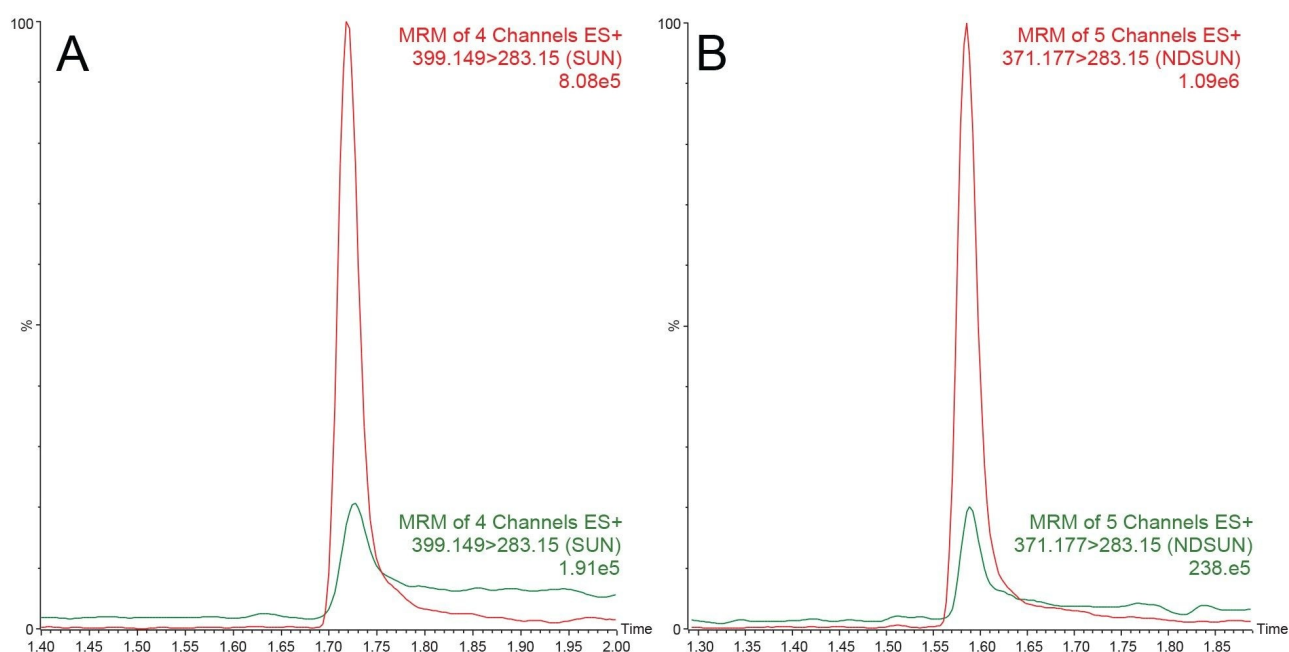 A
MRM of 4 Channels ES+
399.149>283.15 (SUN)
8.08e5
MRM of 4 Channels ES+
399.149>283.15 (SUN)
1.91e5
100
%
0
1.40 1.45 1.50 1.55 1.60 1.65 1.70 1.75 1.80 1.85 1.90 1.95 2.00
Time
B
MRM of 5 Channels ES+
371.177>283.15 (NDSUN)
1.09e6
MRM of 5 Channels ES+
371.177>283.15 (NDSUN)
238.e5
100
%
0
1.30 1.35 1.40 1.45 1.50 1.55 1.60 1.65 1.70 1.75 1.80 1.85
Time